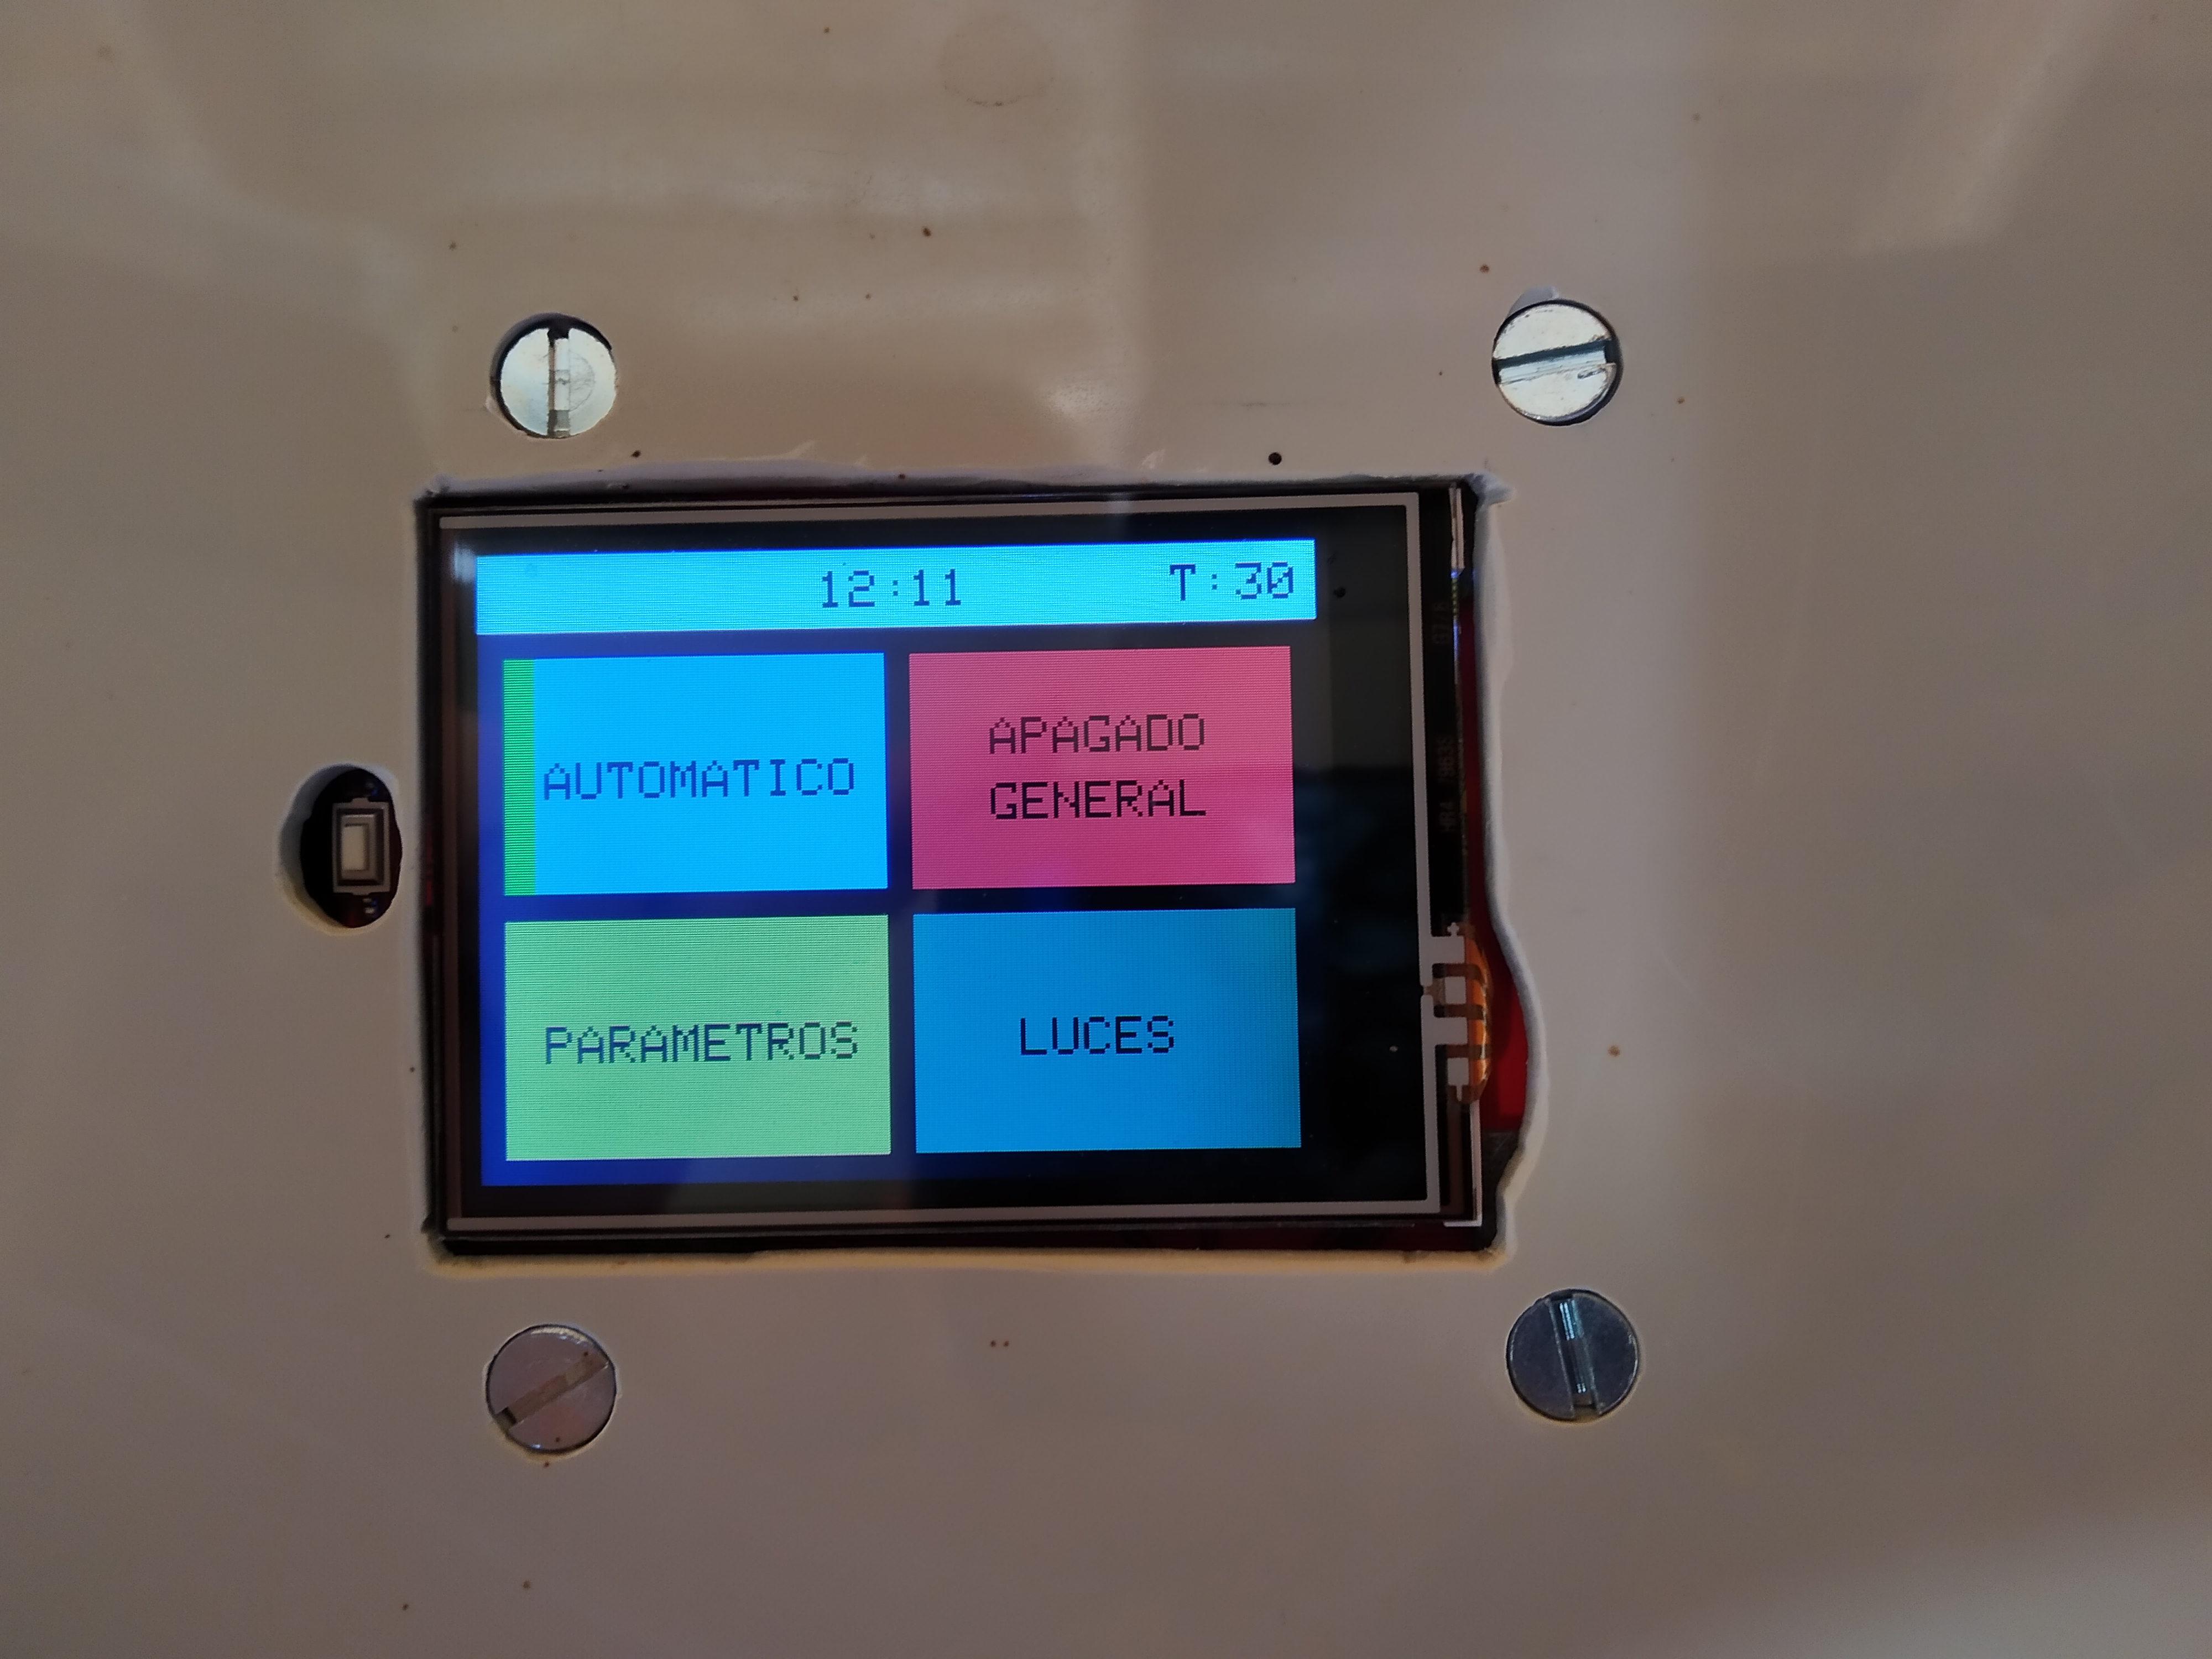 12:11 T:30
AUTOMATICO
APAGADO
GENERAL
PARAMETROS
LUCES